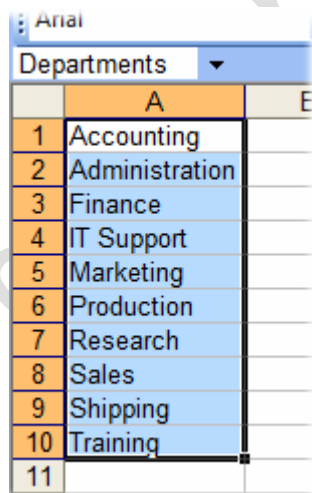 Arial
Departments
A
1 Accounting
2 Administration
3 Finance
4 IT Support
5 Marketing
6 Production
7 Research
8 Sales
9 Shipping
10 Training
11